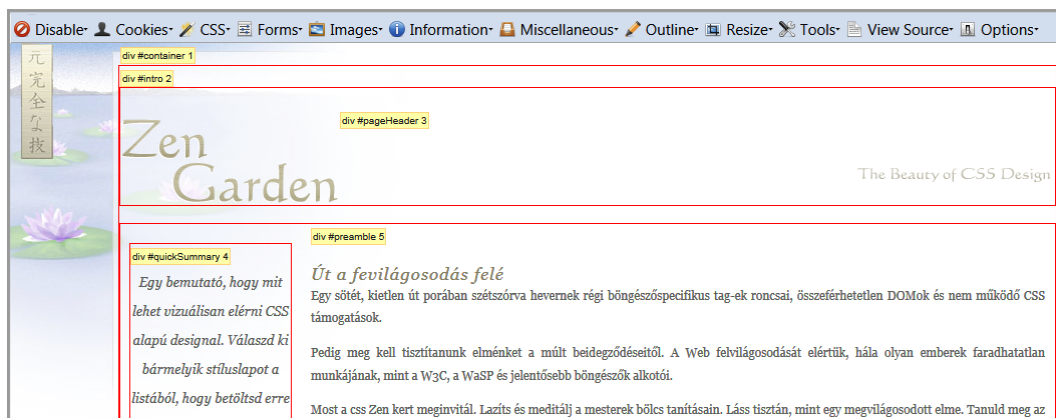 Disable Cookies CSS Forms Images Information Miscellaneous Outline Resize Tools View Source Options
元
完
全
な
技
div #container 1
div #intro 2
div #pageHeader 3
Zen
Garden
The Beauty of CSS Design
div #quickSummary 4
Egy bemutató, hogy mit
lehet vizuálisan elérni CSS
alapú designal. Válaszd ki
bármelyik stíluslapot a
listából, hogy betöltsd erre
div #preamble 5
Út a fevilágosodás felé
Egy sötét, kietlen út porában szétszórva hevernek régi böngészőspecifikus tag-ek roncsai, összeférhetetlen DOMok és nem működő CSS
támogatások.
Pedig meg kell tisztítanunk elménket a múlt beidegződéseitől. A Web felvilágosodását elértük, hála olyan emberek faradhatatlan
munkájának, mint a W3C, a WaSP és jelentősebb böngészők alkotói.
Most a css Zen kert meginvitál. Lazíts és meditálj a mesterek bölcs tanításain. Láss tisztán, mint egy megvilágosodott elme. Tanuld meg az